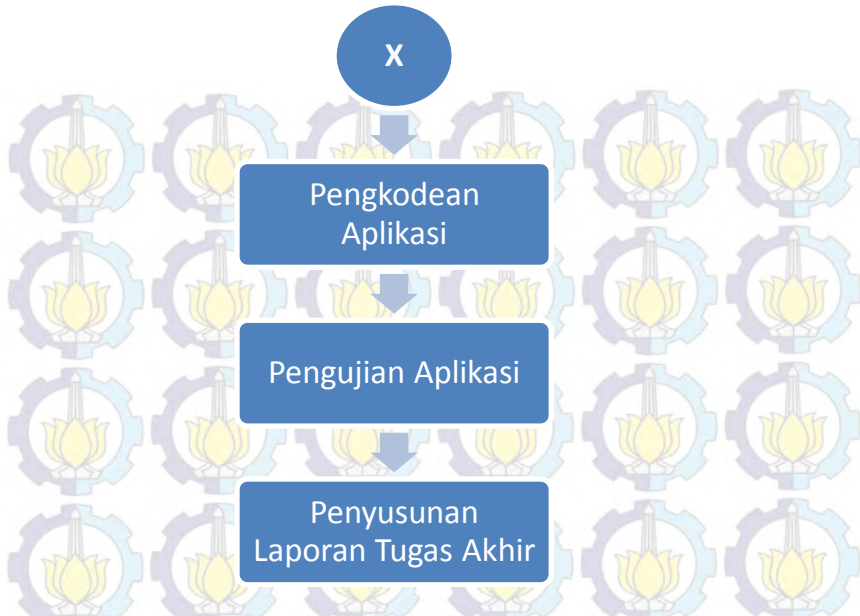 X
Pengkodean
Aplikasi
Pengujian Aplikasi
Penyusunan
Laporan Tugas Akhir